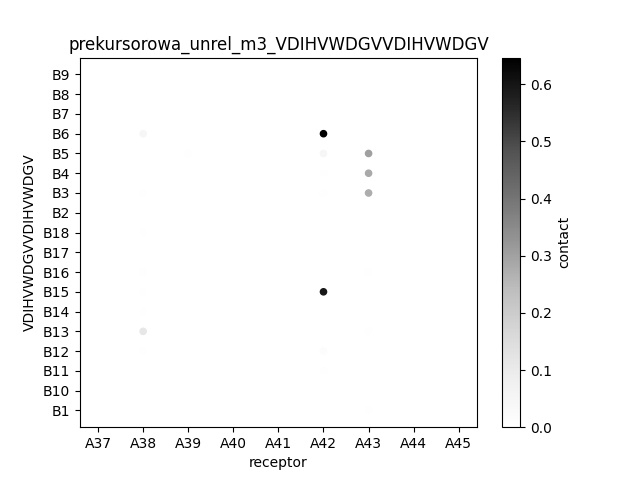 prekursorowa_unrel_m3_VDIHVWDGVVDIHVWDGV
B9
B8
B7
B6
B5
B4
B3
B2
B18
B17
B16
B15
B14
B13
B12
B11
B10
B1
VDIHVWDGVVDIHVWDGV
A37 A38 A39 A40 A41 A42 A43 A44 A45
receptor
0.6
0.5
0.4
0.3
0.2
0.1
0.0
contact